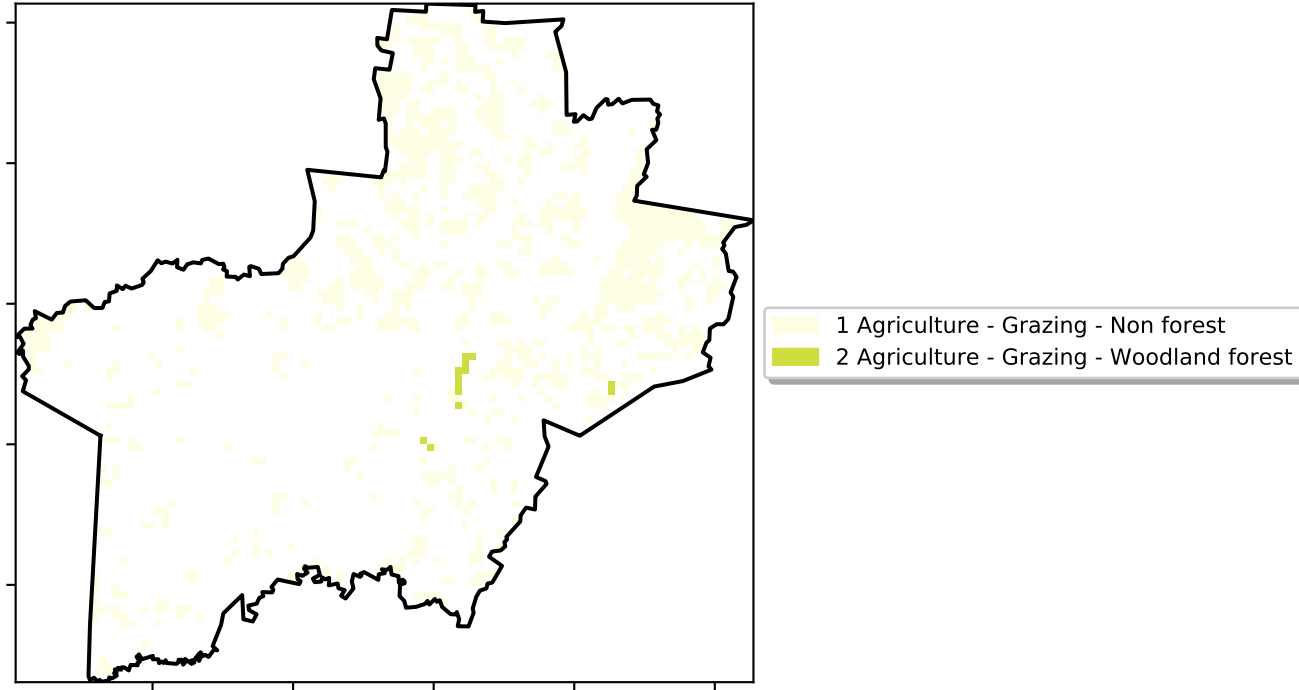 1 Agriculture - Grazing - Non forest
2 Agriculture - Grazing - Woodland forest